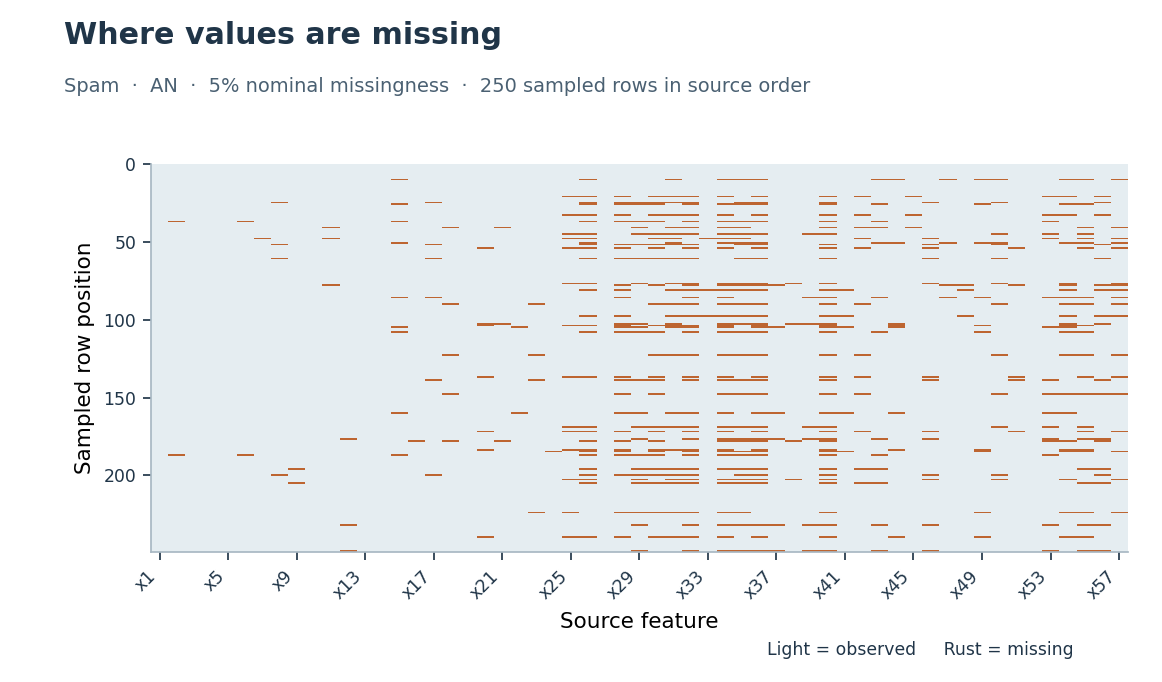 Where values are missing
Spam · AN · 5% nominal missingness · 250 sampled rows in source order
0
50
100
150
200
Sampled row position
x1
x5
x9
x13
x17
x21
x25
x29
x33
x37
x41
x45
x49
x53
x57
Source feature
Light = observed Rust = missing